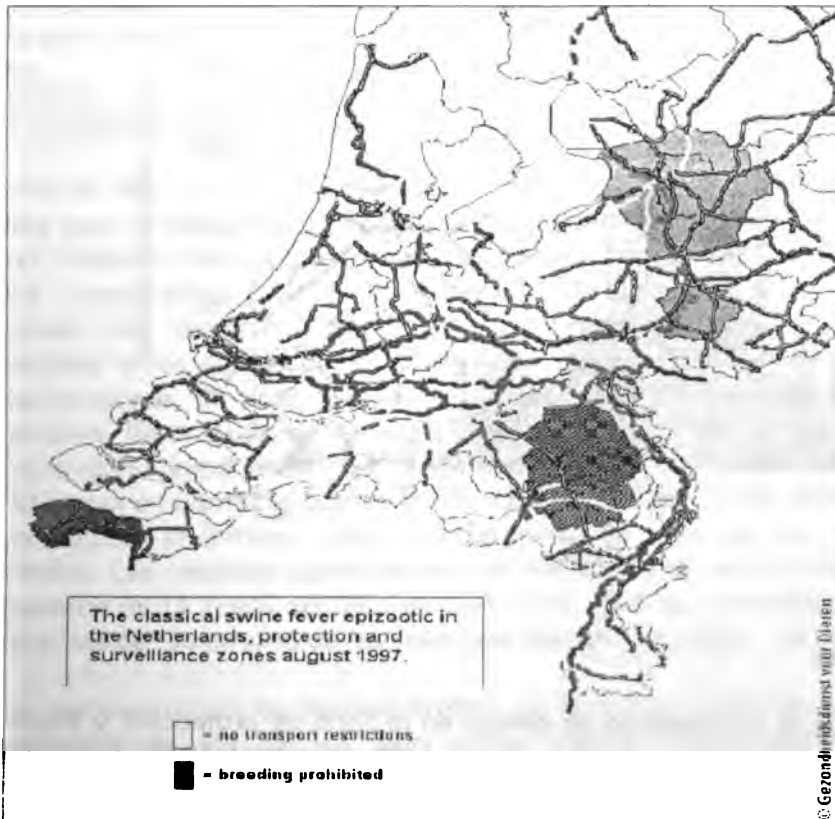 The classical swine fever epizootic in
the Netherlands, protection and
surveillance zones august 1997.
= no transport restrictions
= breeding prohibited
© Gezondheidsdienst voor Dieren